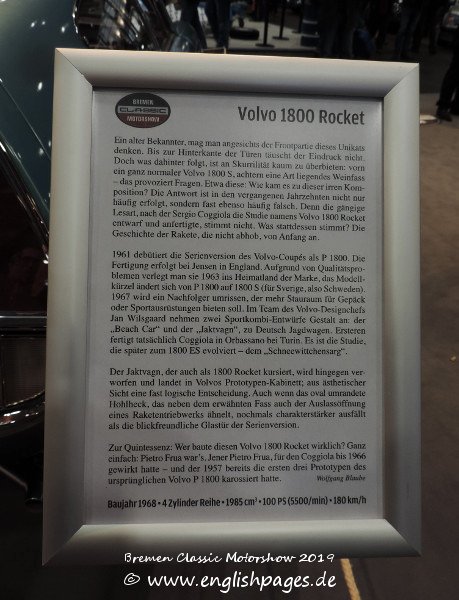 BREMEN
CLASSIC
MOTORSHOW
Volvo 1800 Rocket
Ein alter Bekannter, mag man angesichts der Frontpartie dieses Unikats
denken. Bis zur Hinterkante der Türen täuscht der Eindruck nicht.
Doch was dahinter folgt, ist an Skurrilität kaum zu überbieten: vorn
ein ganz normaler Volvo 1800 S, achtern eine Art liegendes Weinfass
– das provoziert Fragen. Etwa diese: Wie kam es zu dieser irren Kom-
position? Die Antwort ist in den vergangenen Jahrzehnten nicht nur
häufig erfolgt, sondern fast ebenso häufig falsch. Denn die gängige
Lesart, nach der Sergio Coggiola die Studie namens Volvo 1800 Rocket
entwarf und anfertigte, stimmt nicht. Was stattdessen stimmt? Die
Geschichte der Rakete, die nicht abhob, von Anfang an.
1961 debütiert die Serienversion des Volvo-Coupés als P 1800. Die
Fertigung erfolgt bei Jensen in England. Aufgrund von Qualitätspro-
blemen verlegt man sie 1963 ins Heimatland der Marke, das Modell-
kürzel ändert sich von P 1800 auf 1800 S (für Sverige, also Schweden).
1967 wird ein Nachfolger umrissen, der mehr Stauraum für Gepäck
oder Sportausrüstungen bieten soll. Im Team des Volvo-Designchefs
Jan Wilsgaard nehmen zwei Sportkombi-Entwürfe Gestalt an: der
„Beach Car“ und der „Jaktvagn“, zu Deutsch Jagdwagen. Ersteren
fertigt tatsächlich Coggiola in Orbassano bei Turin. Es ist die Studie,
die später zum 1800 ES evolviert – dem „Schneewittchensarg“.
Der Jaktvagn, der auch als 1800 Rocket kursiert, wird hingegen ver-
worfen und landet in Volvos Prototypen-Kabinett; aus ästhetischer
Sicht eine fast logische Entscheidung. Auch wenn das oval umrandete
Hohlheck, das neben dem erwähnten Fass auch der Auslassöffnung
eines Raketentriebwerks ähnelt, nochmals charakterstärker ausfällt
als die blickfreundliche Glastür der Serienversion.
Zur Quintessenz: Wer baute diesen Volvo 1800 Rocket wirklich? Ganz
einfach: Pietro Frua war's. Jener Pietro Frua, für den Coggiola bis 1966
gewirkt hatte – und der 1957 bereits die ersten drei Prototypen des
ursprünglichen Volvo P 1800 karossiert hatte. Wolfgang Blaube
Baujahr 1968 • 4 Zylinder Reihe • 1985 cm³ • 100 PS (5500/min) • 180 km/h
Bremen Classic Motorshow 2019
© www.englishpages.de